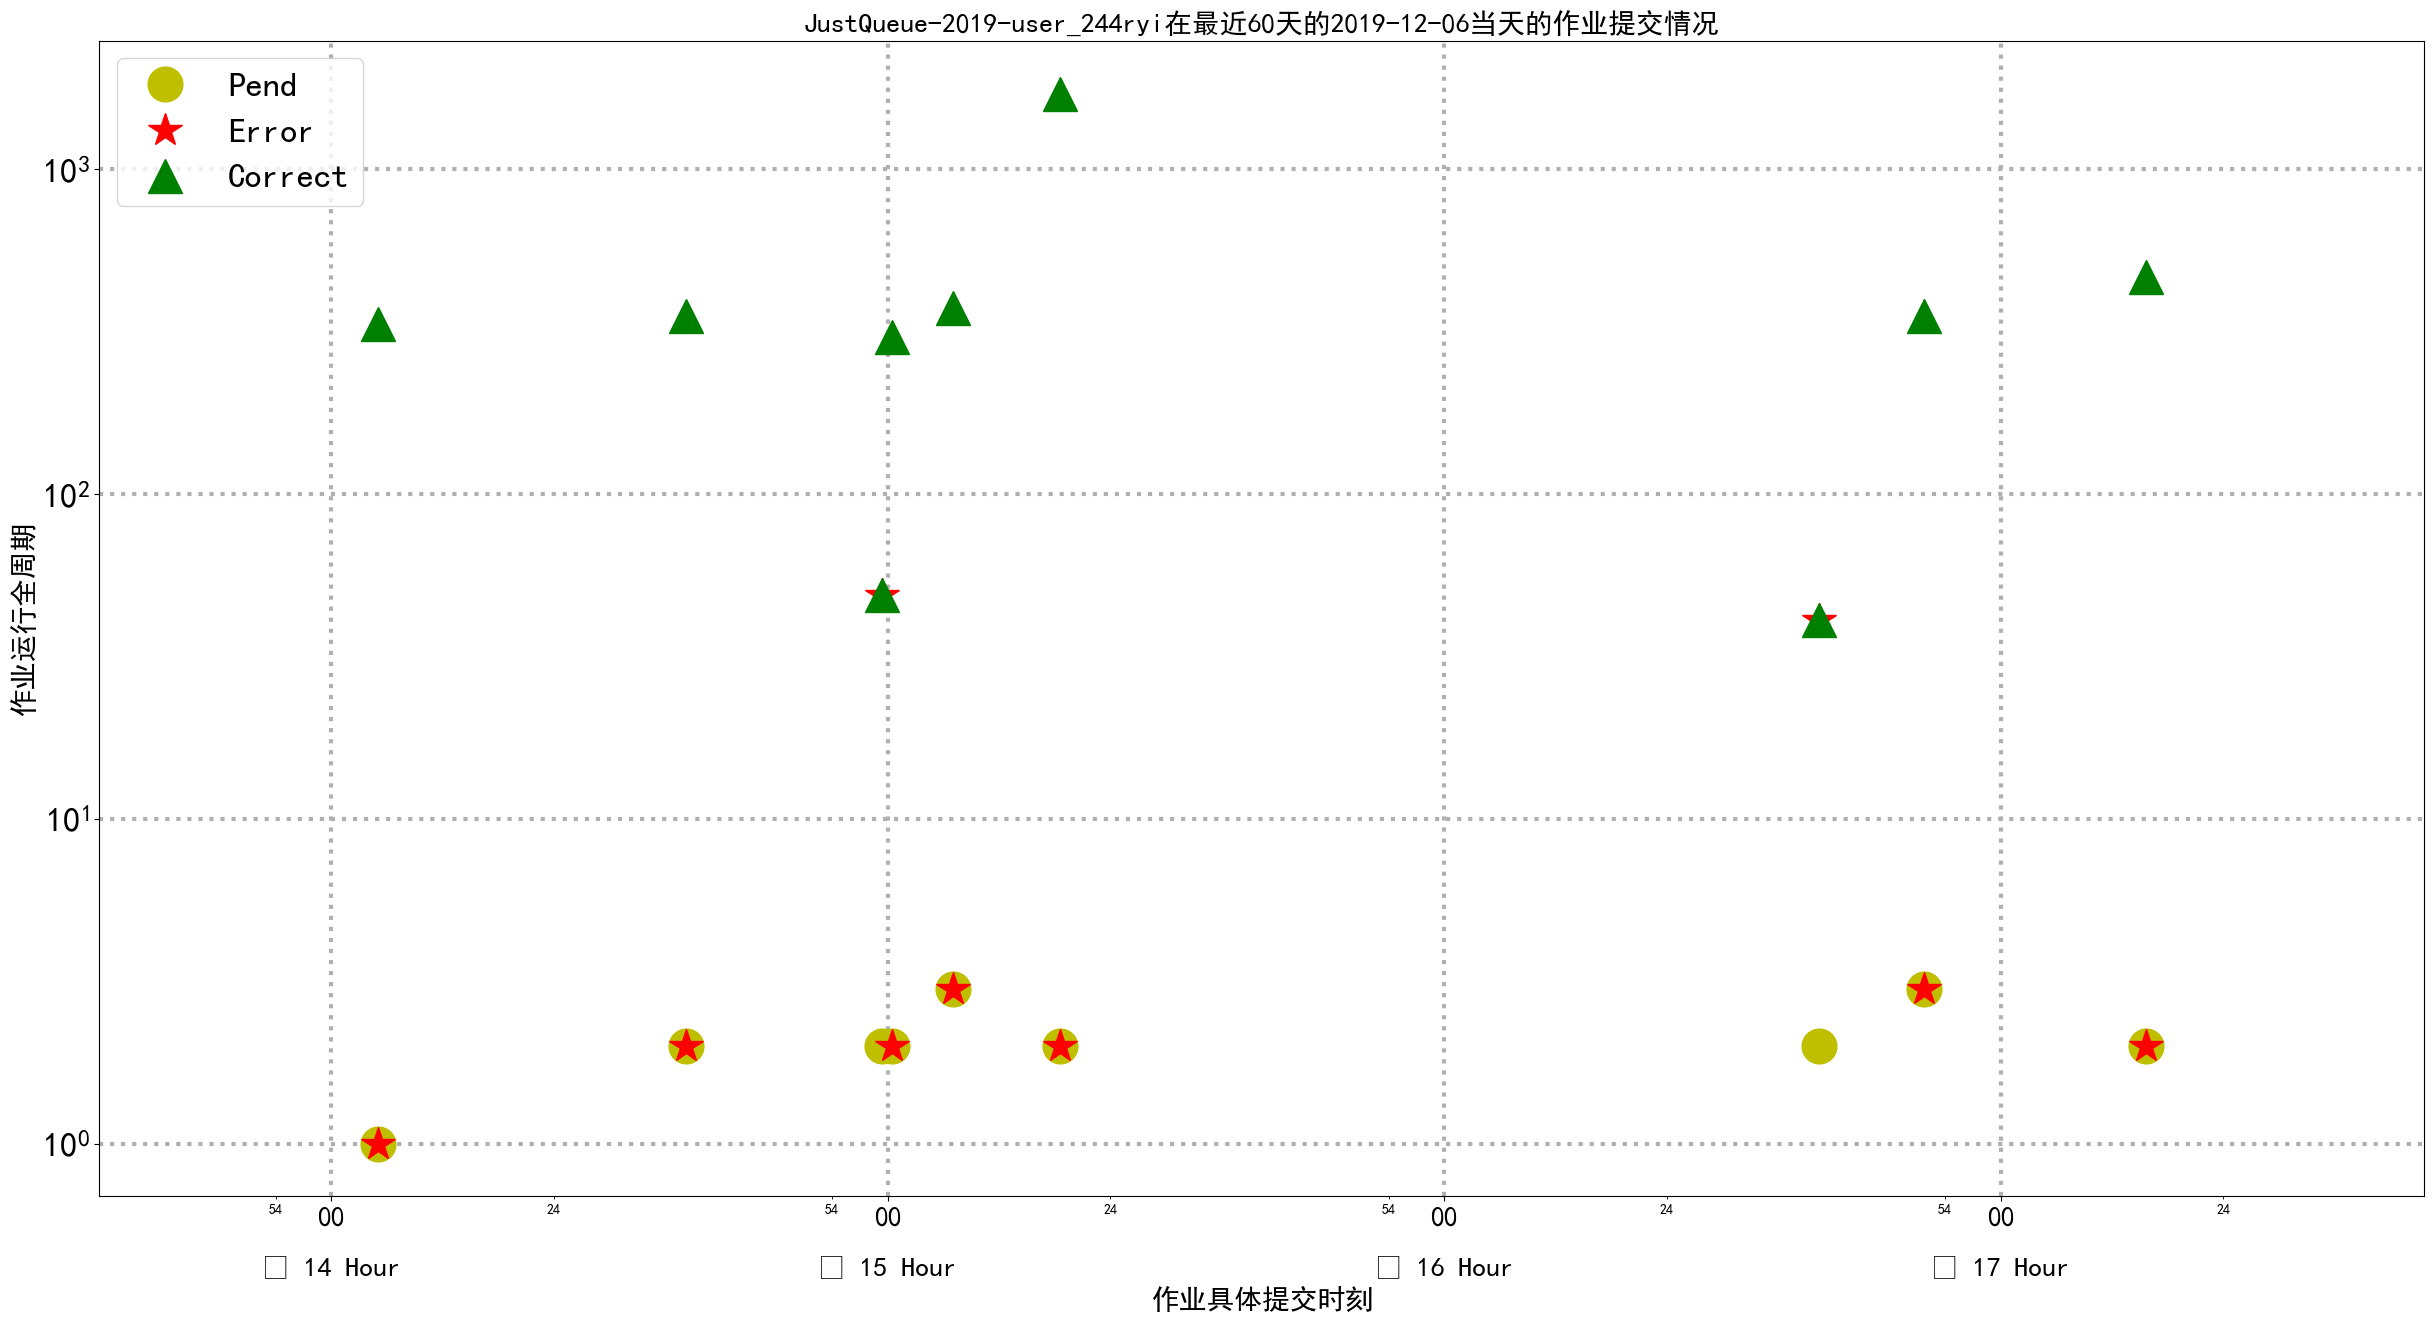 JustQueue-2019-user_244ryi在最近60天的2019-12-06当天的作业提交情况
Pend
Error
Correct
10³
10²
10¹
10⁰
作业运行全周期
54 00 24 54 00 24 54 00 24 54 00 24
□ 14 Hour □ 15 Hour □ 16 Hour □ 17 Hour
作业具体提交时刻